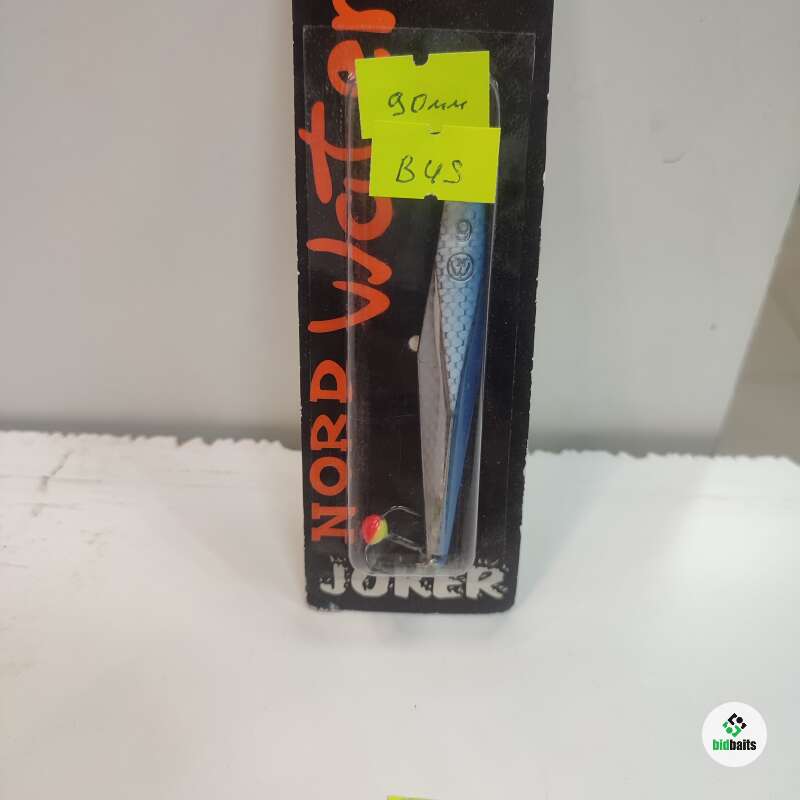 NORD Water
90мм
B4S
9
W
JOKER
bidbaits